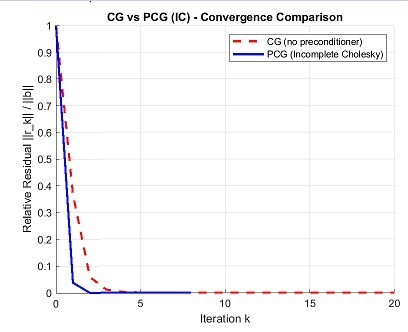 CG vs PCG (IC) - Convergence Comparison
CG (no preconditioner)
PCG (Incomplete Cholesky)
Relative Residual ||r_k|| / ||b||
1
0.9
0.8
0.7
0.6
0.5
0.4
0.3
0.2
0.1
0
0 5 10 15 20
Iteration k